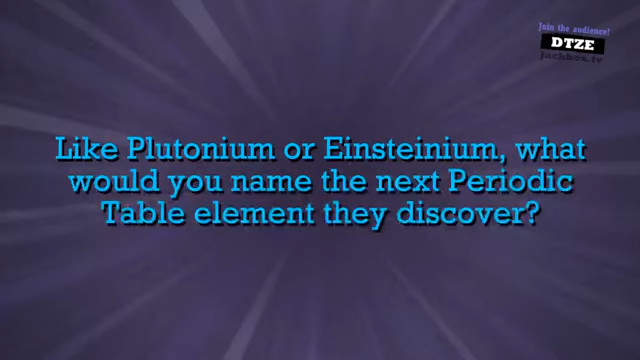 Join the audience!
DTZE
jackbox.tv
Like Plutonium or Einsteinium, what
would you name the next Periodic
Table element they discover?